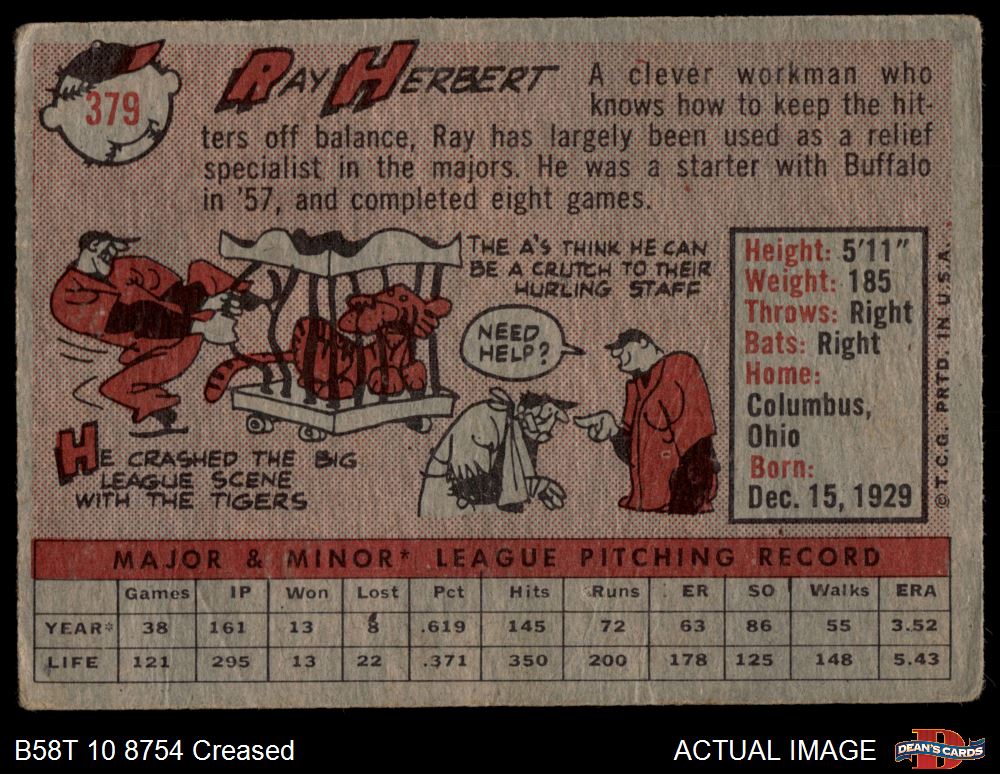 379
RAY HERBERT
A clever workman who
knows how to keep the hit-
ters off balance, Ray has largely been used as a relief
specialist in the majors. He was a starter with Buffalo
in '57, and completed eight games.
THE A'S THINK HE CAN
BE A CRUTCH TO THEIR
HURLING STAFF
NEED
HELP?
HE CRASHED THE BIG
LEAGUE SCENE
WITH THE TIGERS
Height: 5'11"
Weight: 185
Throws: Right
Bats: Right
Home:
Columbus,
Ohio
Born:
Dec. 15, 1929
© T.C.G. PRTD. IN U.S.A.
MAJOR & MINOR* LEAGUE PITCHING RECORD
Games IP Won Lost Pct Hits Runs ER SO Walks ERA
YEAR* 38 161 13 8 .619 145 72 63 86 55 3.52
LIFE 121 295 13 22 .371 350 200 178 125 148 5.43
B58T 10 8754 Creased
ACTUAL IMAGE
D
DEAN'S CARDS